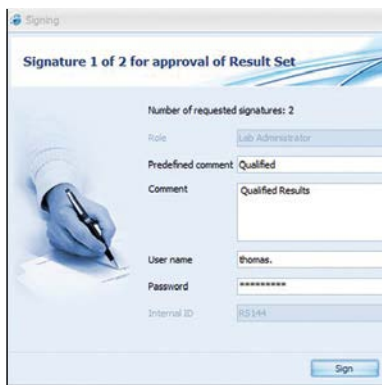 Signing
Signature 1 of 2 for approval of Result Set
Number of requested signatures: 2
Role Lab Administrator
Predefined comment Qualified
Comment Qualified Results
User name thomas.
Password *********
Internal ID RS144
Sign